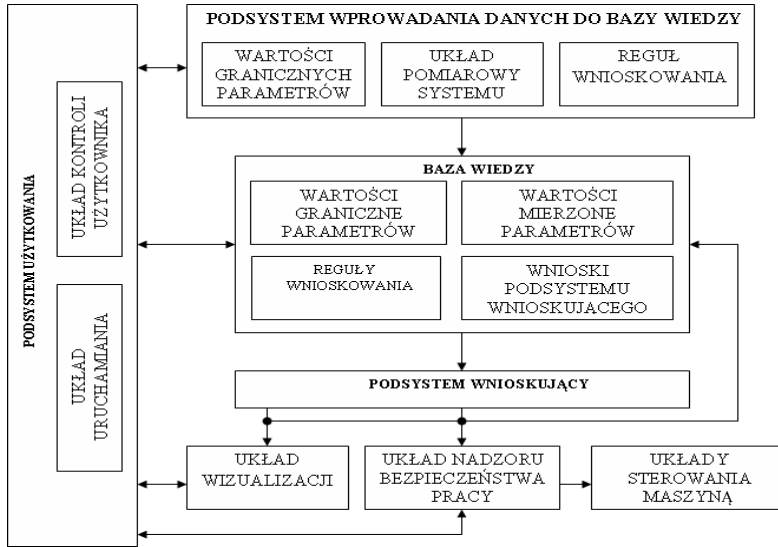 PODSYSTEM WPROWADANIA DANYCH DO BAZY WIEDZY
WARTOŚCI
GRANICZNYCH
PARAMETRÓW
UKŁAD
POMIAROWY
SYSTEMU
REGUŁ
WNIOSKOWANIA
PODSYSTEM UŻYTKOWANIA
UKŁAD KONTROLI
UŻYTKOWNIKA
UKŁAD
URUCHAMIANIA
BAZA WIEDZY
WARTOŚCI
GRANICZNE
PARAMETRÓW
WARTOŚCI
MIERZONE
PARAMETRÓW
REGUŁY
WNIOSKOWANIA
WNIOSKI
PODSYSTEMU
WNIOSKUJACEGO
PODSYSTEM WNIOSKUJĄCY
UKŁAD
WIZUALIZACJI
UKŁAD NADZORU
BEZPIECZEŃSTWA
PRACY
UKŁADY
STEROWANIA
MASZYNĄ